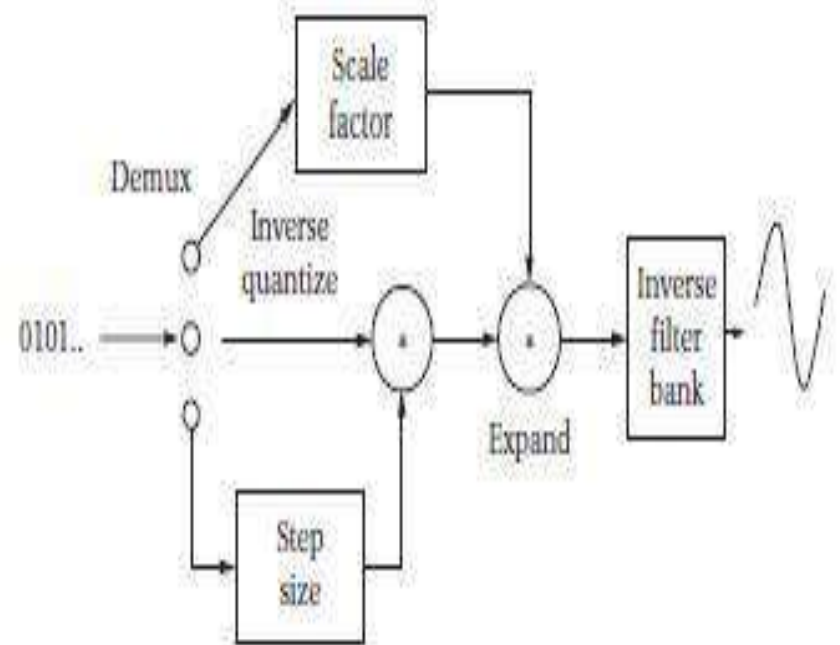 Scale
factor
Demux
Inverse
quantize
0101..
Inverse
filter
bank
Expand
Step
size